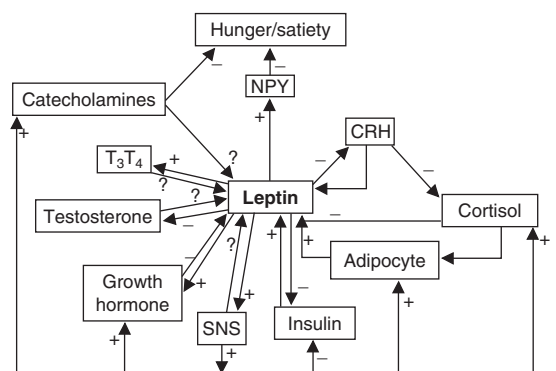 Hunger/satiety
–
–
NPY
Catecholamines
+
+
CRH
T₃T₄
+
?
–
–
?
?
Leptin
Testosterone
–
–
Cortisol
?
+
+
+
Adipocyte
–
–
Growth
hormone
+
+
SNS
Insulin
+
+
+
–